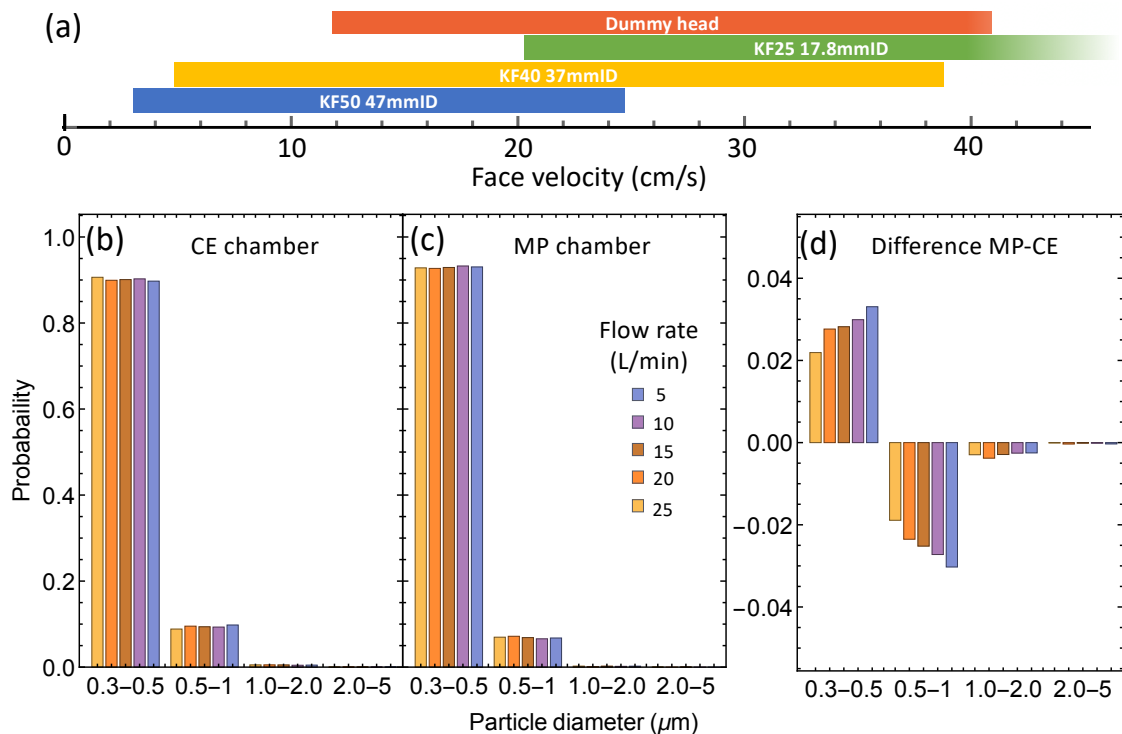 (a)
Dummy head
KF25 17.8mmID
KF40 37mmID
KF50 47mmID
0 10 20 30 40
Face velocity (cm/s)
(b) CE chamber
(c) MP chamber
(d) Difference MP-CE
Probabaility
1.0
0.8
0.6
0.4
0.2
0.0
Flow rate
(L/min)
5
10
15
20
25
0.04
0.02
0.00
−0.02
−0.04
0.3–0.5 0.5–1 1.0–2.0 2.0–5
0.3–0.5 0.5–1 1.0–2.0 2.0–5
0.3–0.5 0.5–1 1.0–2.0 2.0–5
Particle diameter (µm)